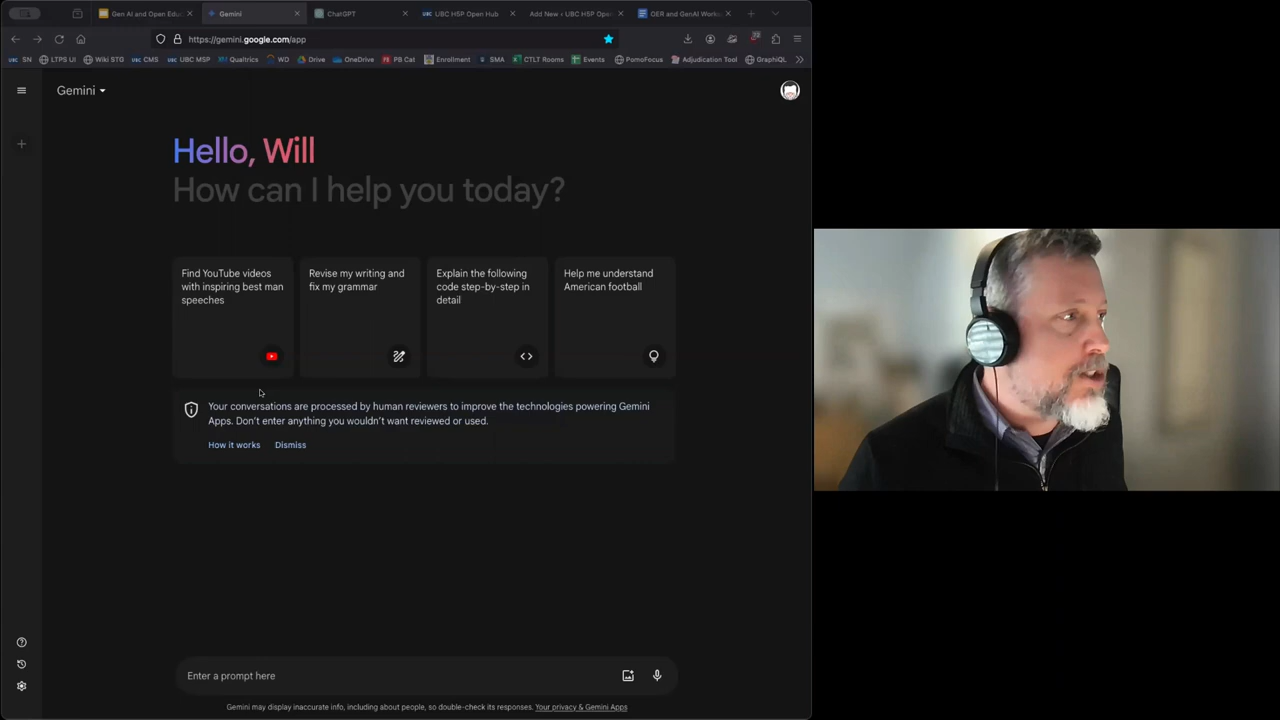 Gen AI and Open Edu
Gemini
ChatGPT
UBC H5P Open Hub
Add New ‹ UBC H5P Open
OER and GenAI Works
https://gemini.google.com/app
UBC SN
LTPS UI
Wiki STG
UBC CMS
UBC MSP
Qualtrics
WD
Drive
OneDrive
PB Cat
Enrollment
SMA
CTLT Rooms
Events
PomoFocus
Adjudication Tool
GraphiQL
Gemini
Hello, Will
How can I help you today?
Find YouTube videos
with inspiring best man
speeches
Revise my writing and
fix my grammar
Explain the following
code step-by-step in
detail
Help me understand
American football
Your conversations are processed by human reviewers to improve the technologies powering Gemini
Apps. Don't enter anything you wouldn't want reviewed or used.
How it works Dismiss
Enter a prompt here
Gemini may display inaccurate info, including about people, so double-check its responses. Your privacy & Gemini Apps